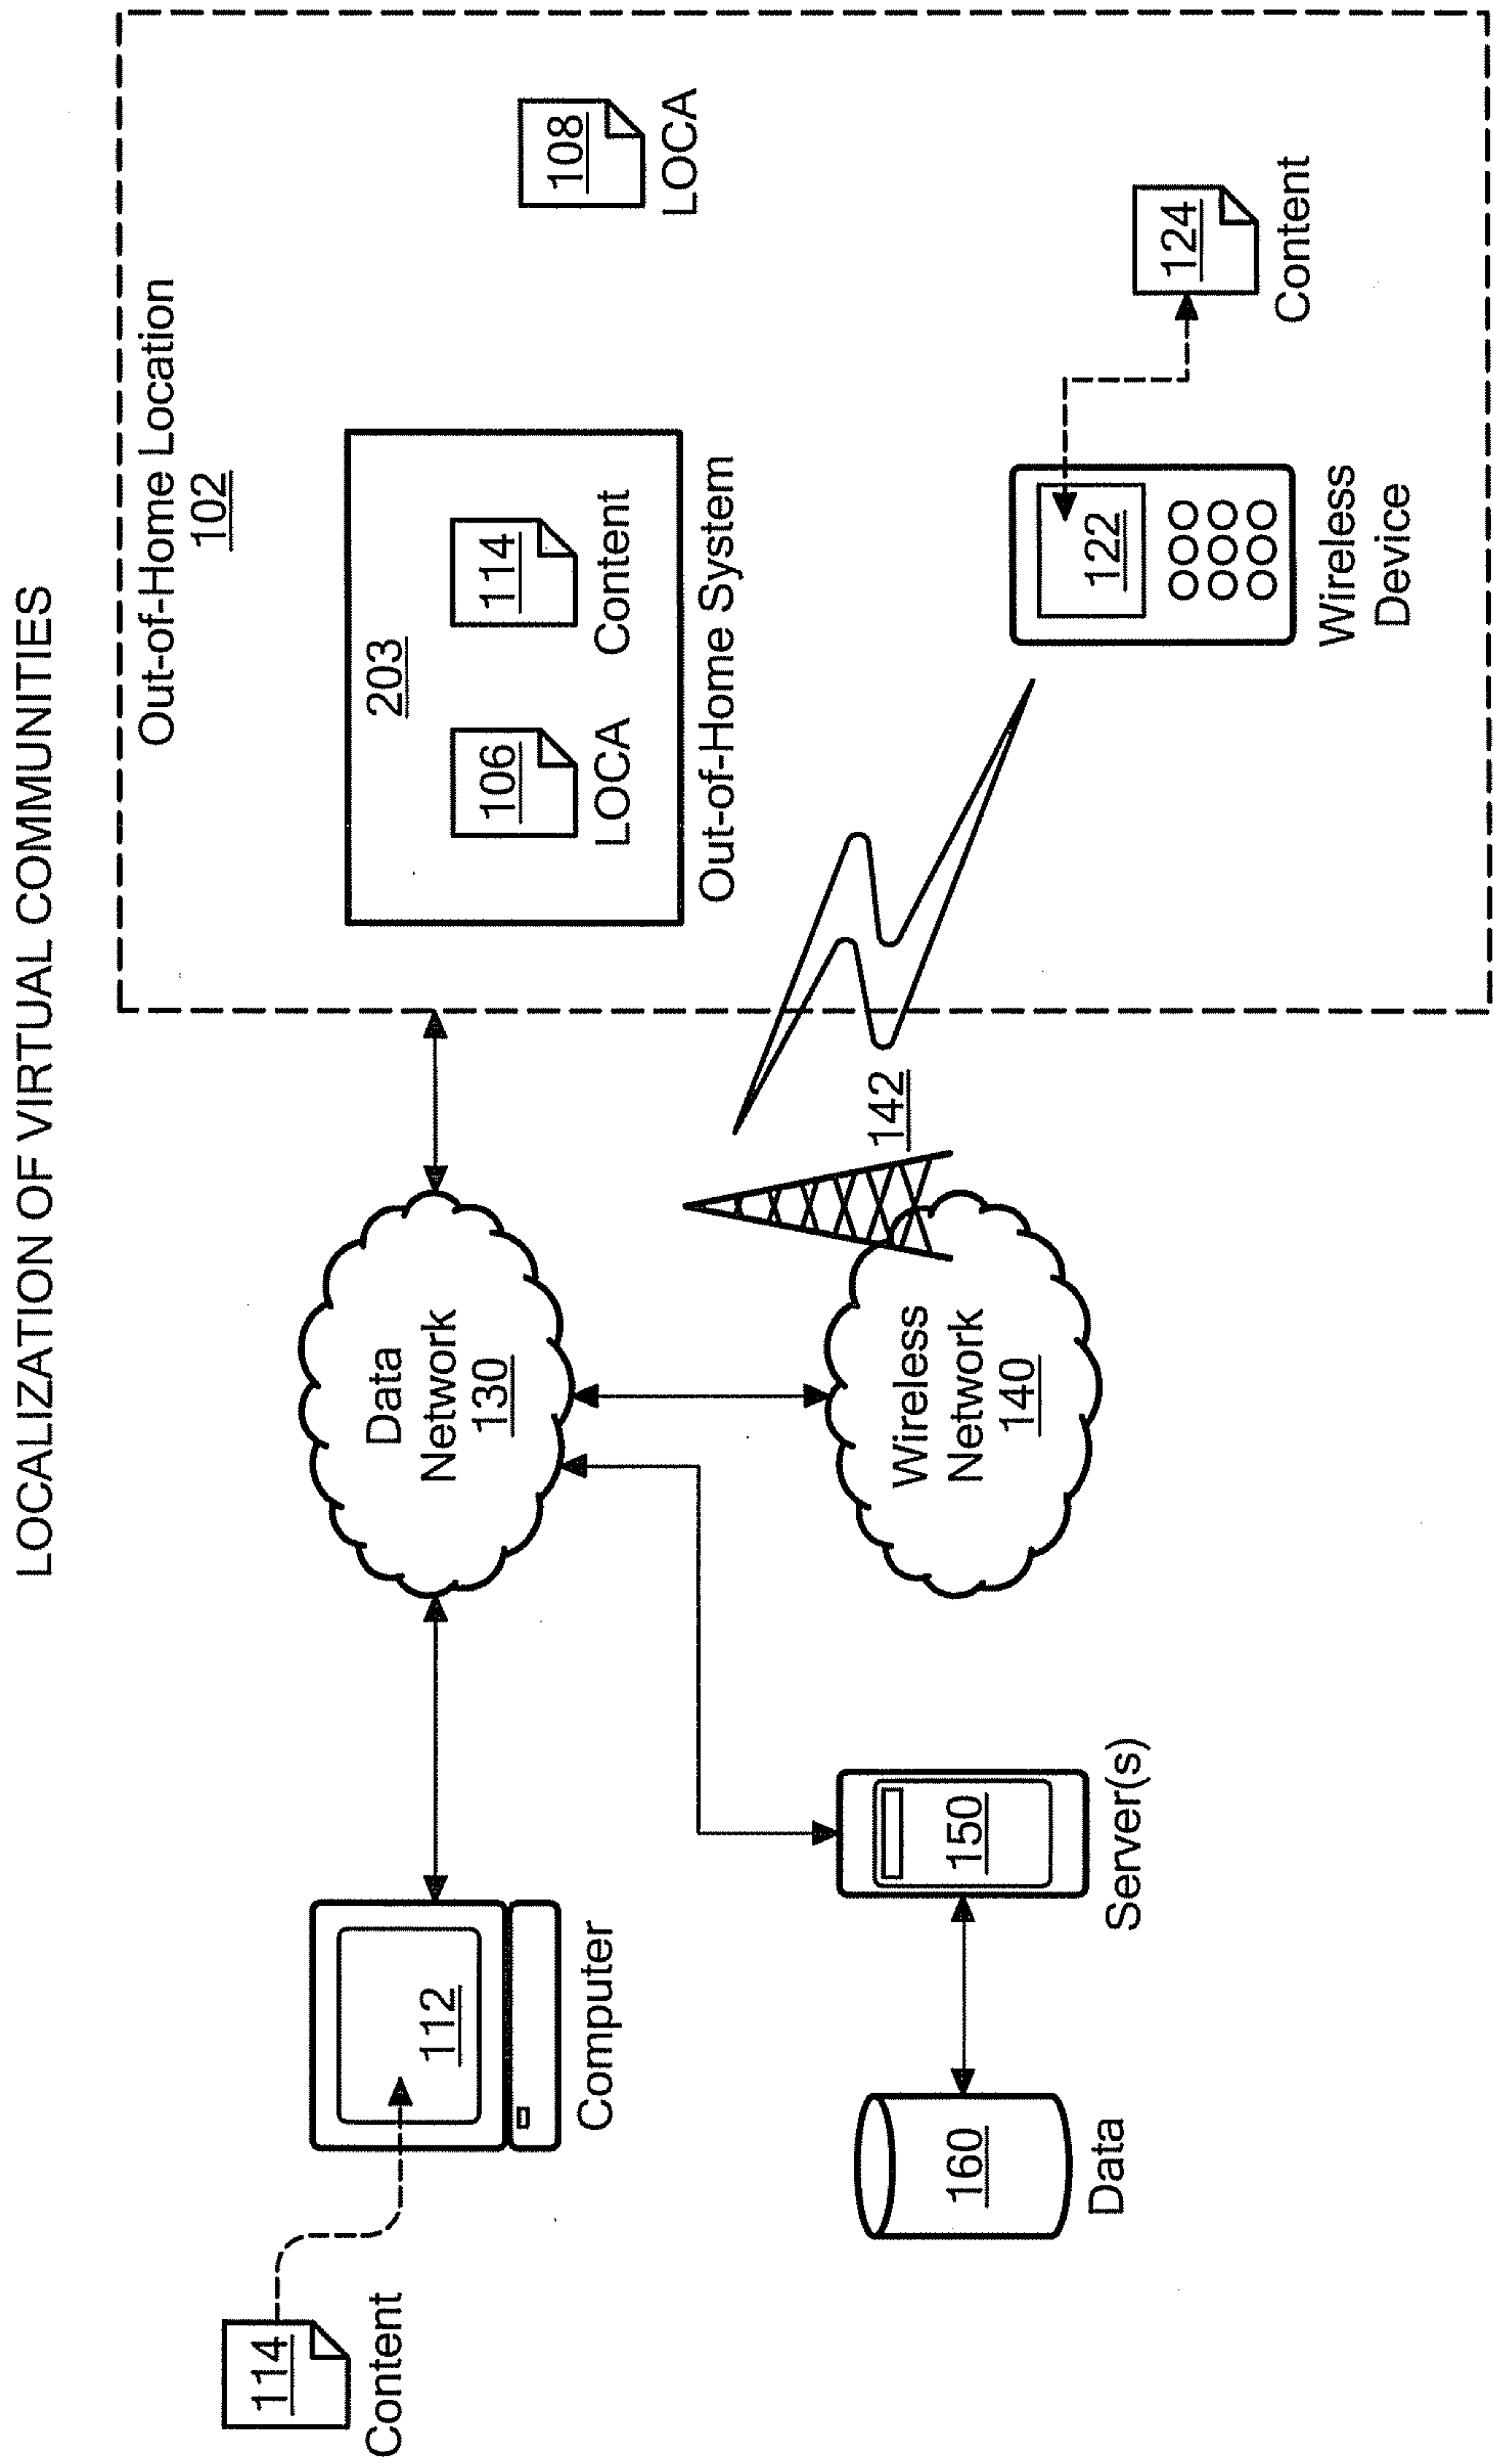 LOCALIZATION OF VIRTUAL COMMUNITIES
Out-of-Home Location
102
203
106
LOCA
114
Content
Out-of-Home System
108
LOCA
114
Content
112
Computer
Data
Network
130
142
Wireless
Network
140
122
Wireless
Device
124
Content
160
Data
150
Server(s)